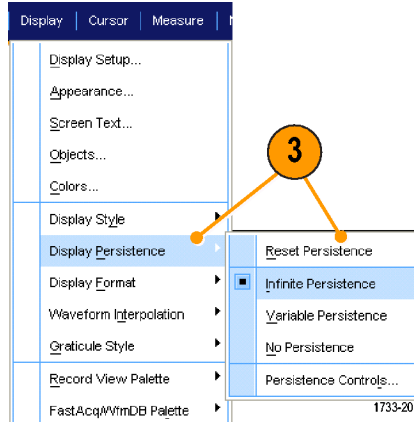 Display Cursor Measure
Display Setup...
Appearance...
Screen Text...
Objects...
Colors...
3
Display Style
Display Persistence
Reset Persistence
Display Format
Infinite Persistence
Waveform Interpolation
Variable Persistence
Graticule Style
No Persistence
Record View Palette
Persistence Controls...
FastAcq/WfmDB Palette
1733-20